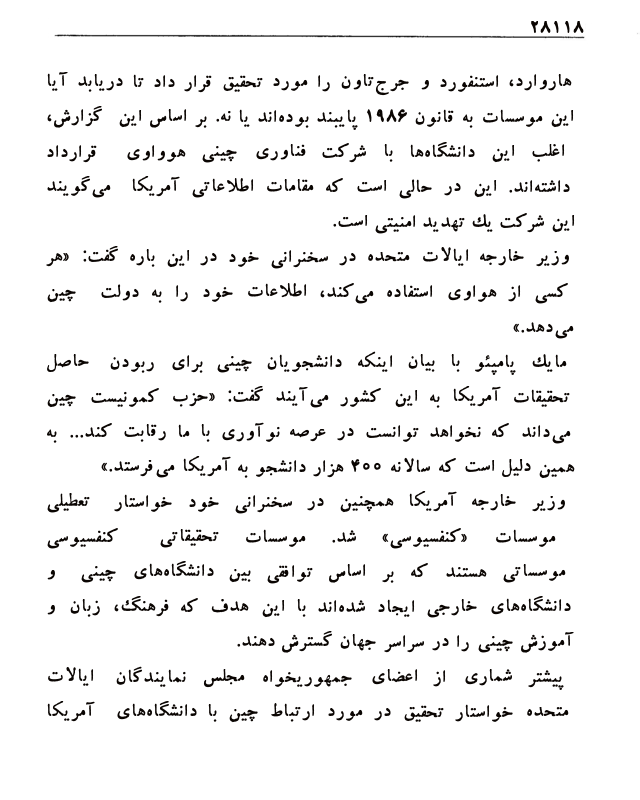 ۲۸۱۱۸
هاروارد، استنفورد و جرج‌تاون را مورد تحقیق قرار داد تا دریابد آیا
این موسسات به قانون ۱۹۸۶ پایبند بوده‌اند یا نه. بر اساس این گزارش،
اغلب این دانشگاه‌ها با شرکت فناوری چینی هوواوی قرارداد
داشته‌اند. این در حالی است که مقامات اطلاعاتی آمریکا می‌گویند
این شرکت یك تهدید امنیتی است.
وزیر خارجه ایالات متحده در سخنرانی خود در این باره گفت: «هر
کسی از هواوی استفاده می‌کند، اطلاعات خود را به دولت چین
می‌دهد.»
مایك پامپئو با بیان اینکه دانشجویان چینی برای ربودن حاصل
تحقیقات آمریکا به این کشور می‌آیند گفت: «حزب کمونیست چین
می‌داند که نخواهد توانست در عرصه نوآوری با ما رقابت کند... به
همین دلیل است که سالانه ۴۰۰ هزار دانشجو به آمریکا می‌فرستد.»
وزیر خارجه آمریکا همچنین در سخنرانی خود خواستار تعطیلی
موسسات «کنفسیوسی» شد. موسسات تحقیقاتی کنفسیوسی
موسساتی هستند که بر اساس توافقی بین دانشگاه‌های چینی و
دانشگاه‌های خارجی ایجاد شده‌اند با این هدف که فرهنگ، زبان و
آموزش چینی را در سراسر جهان گسترش دهند.
پیشتر شماری از اعضای جمهوریخواه مجلس نمایندگان ایالات
متحده خواستار تحقیق در مورد ارتباط چین با دانشگاه‌های آمریکا